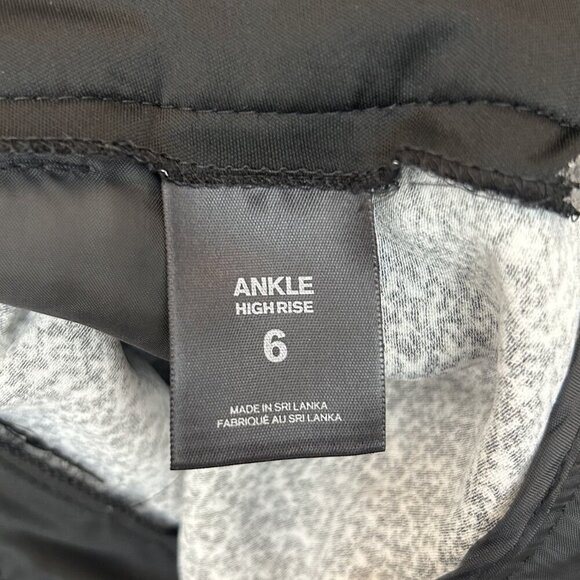 ANKLE
HIGH RISE
6
MADE IN SRI LANKA
FABRIQUÉ AU SRI LANKA